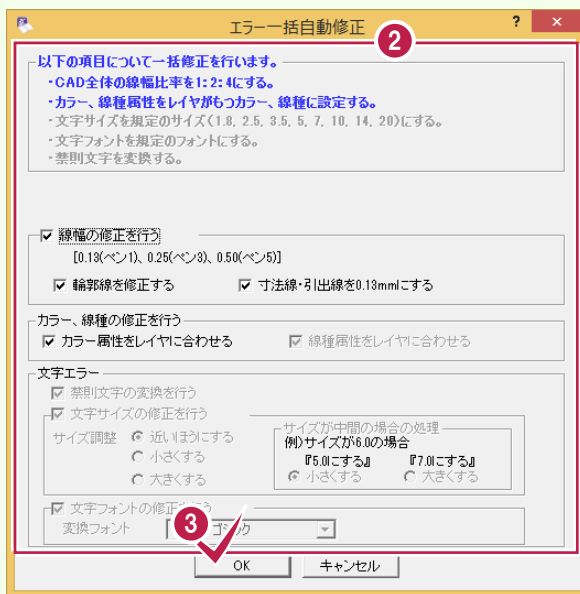 エラー一括自動修正
? ×
2
以下の項目について一括修正を行います。
・CAD全体の線幅比率を1:2:4にする。
・カラー、線種属性をレイヤがもつカラー、線種に設定する。
・文字サイズを規定のサイズ(1.8, 2.5, 3.5, 5, 7, 10, 14, 20)にする。
・文字フォントを規定のフォントにする。
・禁則文字を変換する。
線幅の修正を行う
[0.13(ペン1)、0.25(ペン3)、0.50(ペン5)]
輪郭線を修正する 寸法線・引出線を0.13mmにする
カラー、線種の修正を行う
カラー属性をレイヤに合わせる 線種属性をレイヤに合わせる
文字エラー
禁則文字の変換を行う
文字サイズの修正を行う
サイズ調整 近いほうにする
小さくする
大きくする
サイズが中間の場合の処理
例)サイズが6.0の場合
『5.0にする』 『7.0にする』
小さくする 大きくする
文字フォントの修正を行う
変換フォント ゴシック
3
OK キャンセル